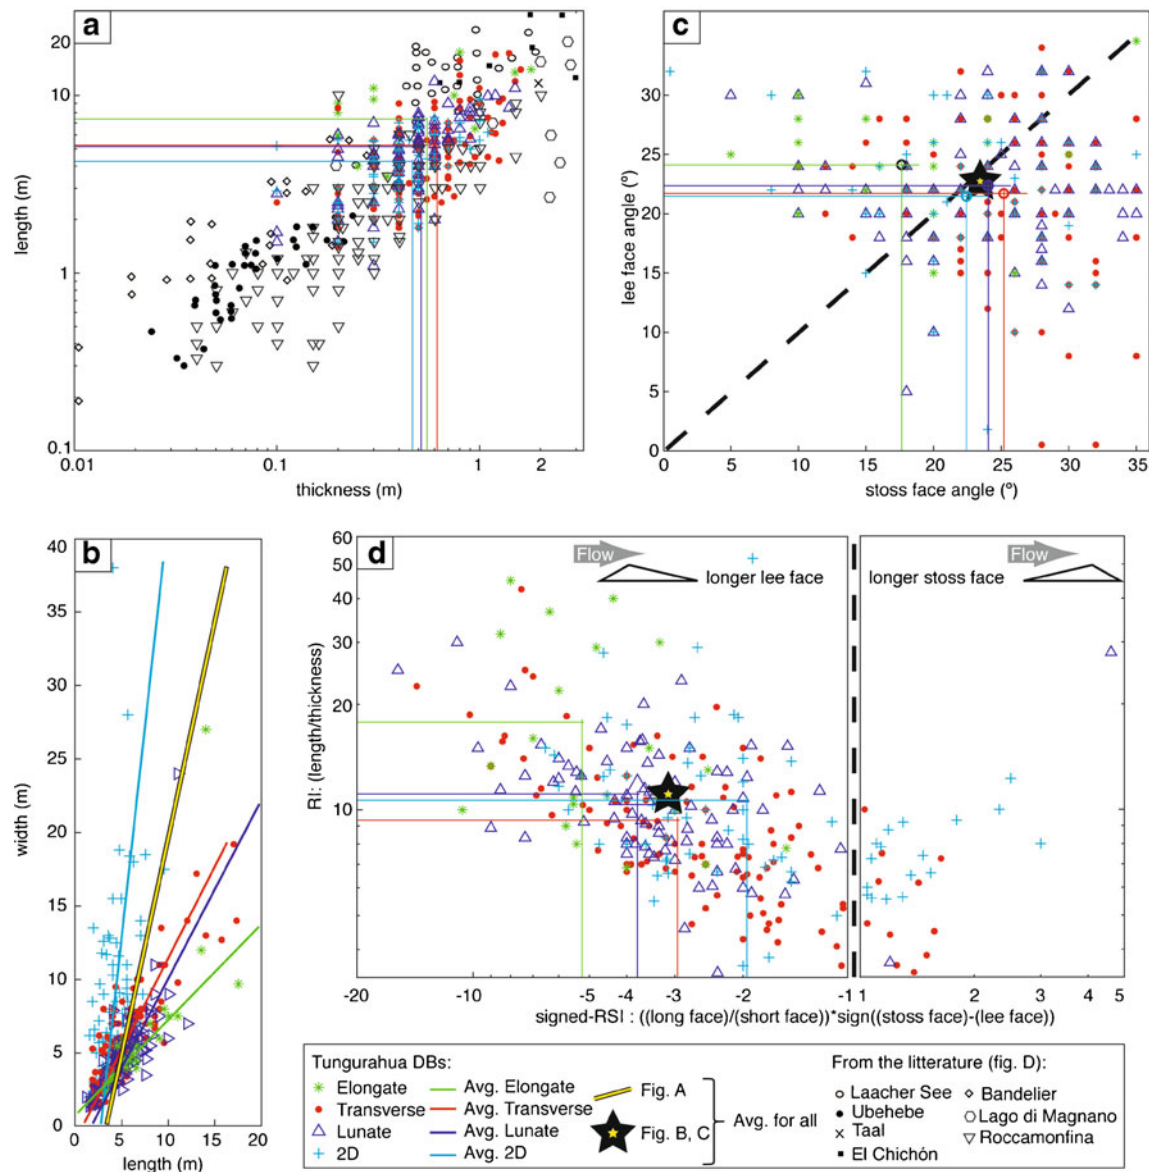 a
20
10
1
0.1
length (m)
0.01
0.1
1
2
thickness (m)
c
30
25
20
15
10
5
0
lee face angle (°)
0
5
10
15
20
25
30
35
stoss face angle (°)
b
40
35
30
25
20
15
10
5
0
width (m)
0
5
10
15
20
length (m)
d
60
50
40
30
20
10
RI: (length/thickness)
Flow
longer lee face
longer stoss face
Flow
-20
-10
-5
-4
-3
-2
-1
1
2
3
4
5
signed-RSI : ((long face)/(short face))*sign((stoss face)-(lee face))
Tungurahua DBs:
Elongate
Transverse
Lunate
2D
Avg. Elongate
Avg. Transverse
Avg. Lunate
Avg. 2D
Fig. A
Fig. B, C
Avg. for all
From the litterature (fig. D):
Laacher See
Ubehebe
Taal
El Chichón
Bandelier
Lago di Magnano
Roccamonfina